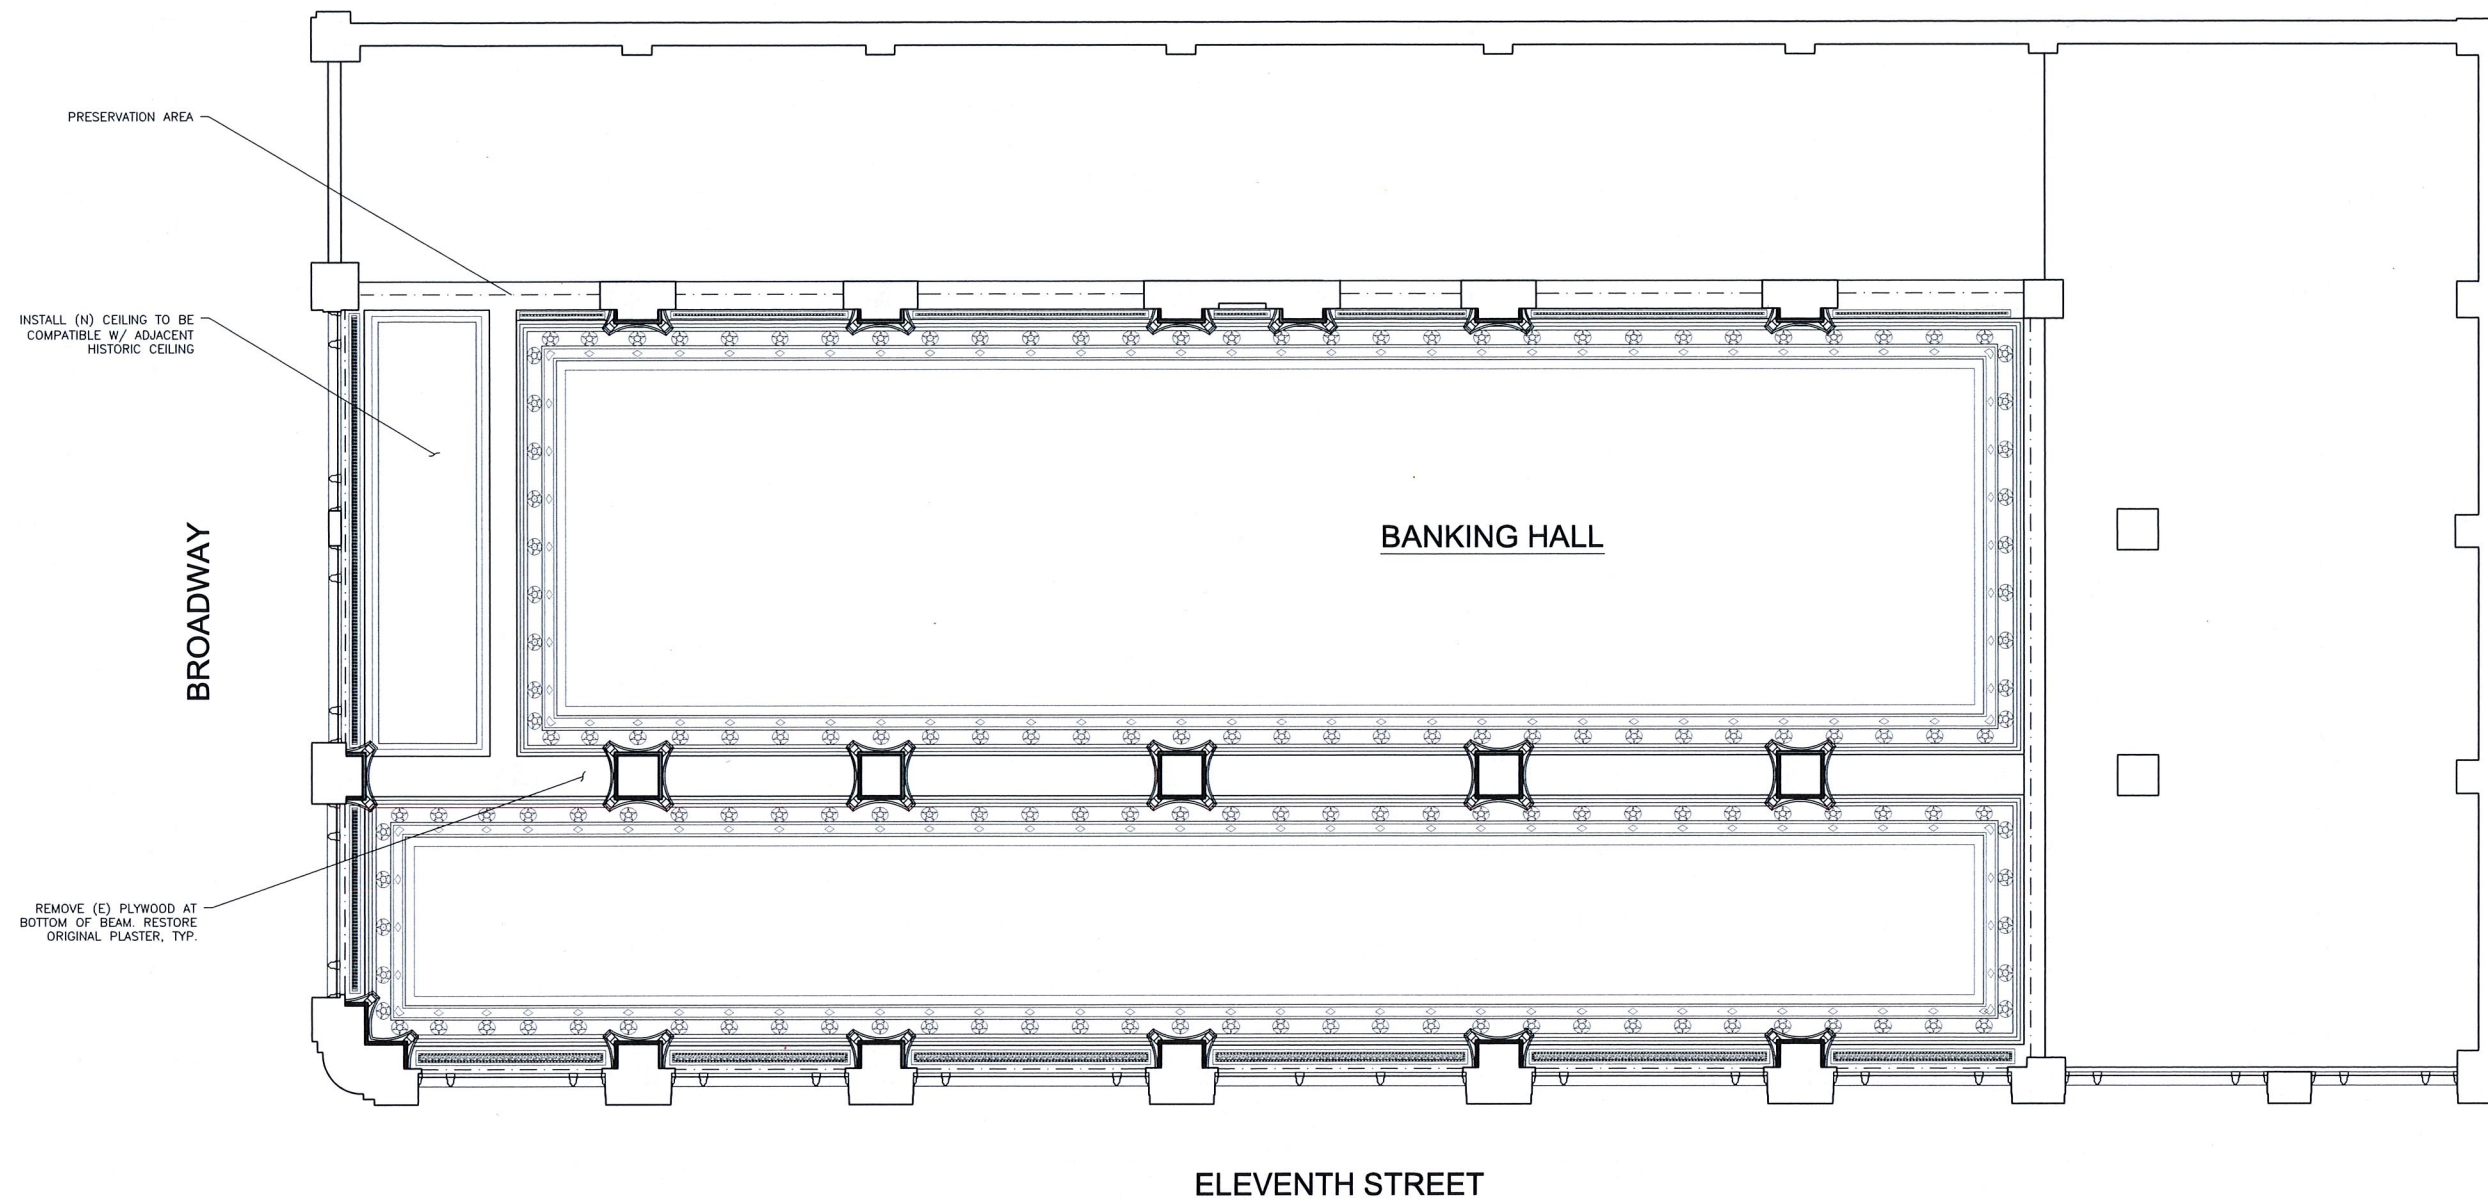 PRESERVATION AREA
INSTALL (N) CEILING TO BE
COMPATIBLE W/ ADJACENT
HISTORIC CEILING
BANKING HALL
BROADWAY
REMOVE (E) PLYWOOD AT
BOTTOM OF BEAM. RESTORE
ORIGINAL PLASTER, TYP.
ELEVENTH STREET